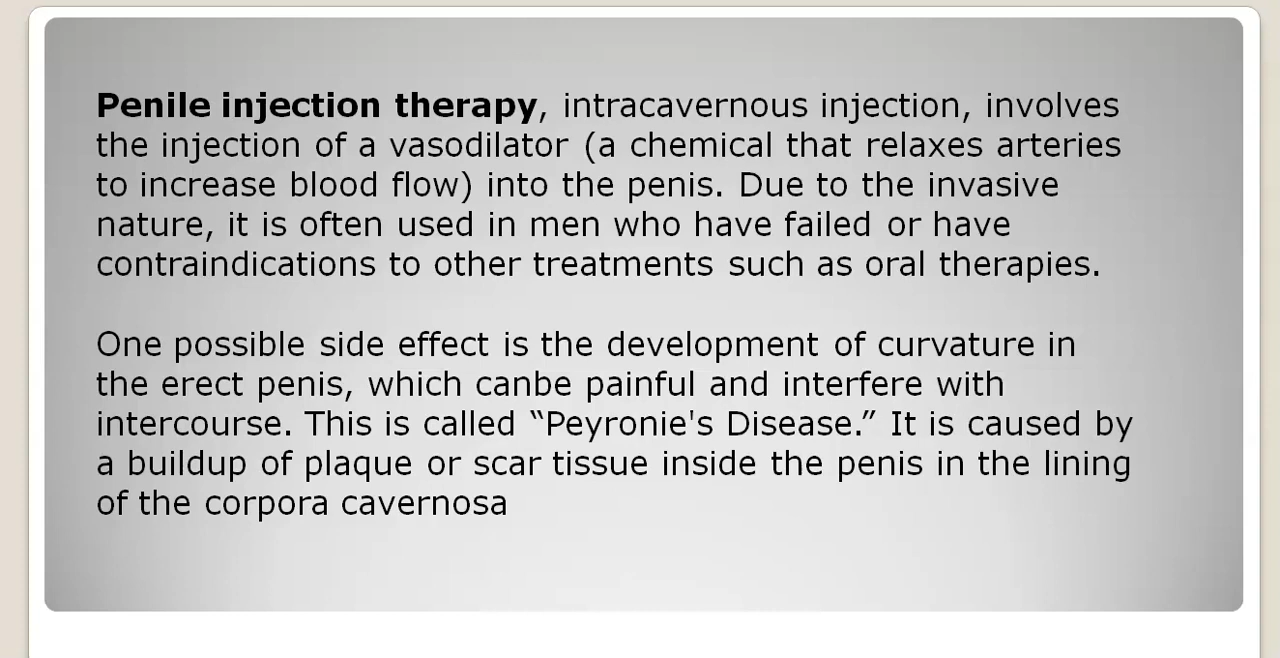 Penile injection therapy, intracavernous injection, involves
the injection of a vasodilator (a chemical that relaxes arteries
to increase blood flow) into the penis. Due to the invasive
nature, it is often used in men who have failed or have
contraindications to other treatments such as oral therapies.
One possible side effect is the development of curvature in
the erect penis, which canbe painful and interfere with
intercourse. This is called “Peyronie's Disease.” It is caused by
a buildup of plaque or scar tissue inside the penis in the lining
of the corpora cavernosa